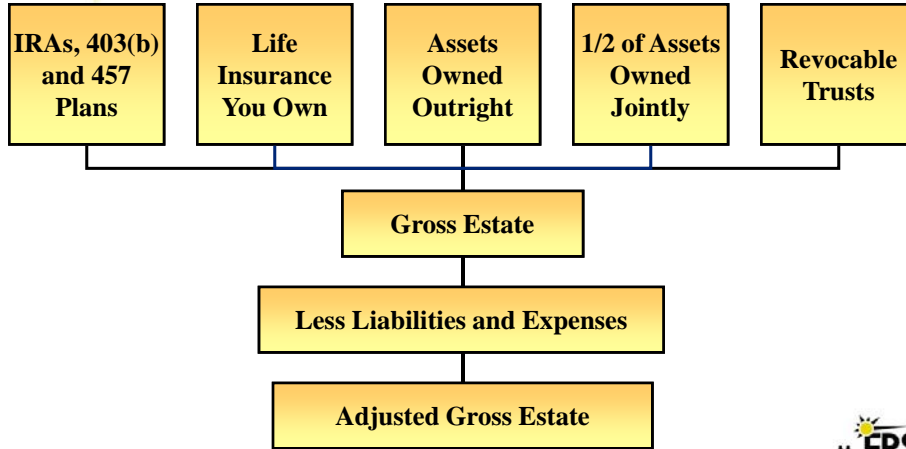 IRAs, 403(b)
and 457
Plans
Life
Insurance
You Own
Assets
Owned
Outright
1/2 of Assets
Owned
Jointly
Revocable
Trusts
Gross Estate
Less Liabilities and Expenses
Adjusted Gross Estate